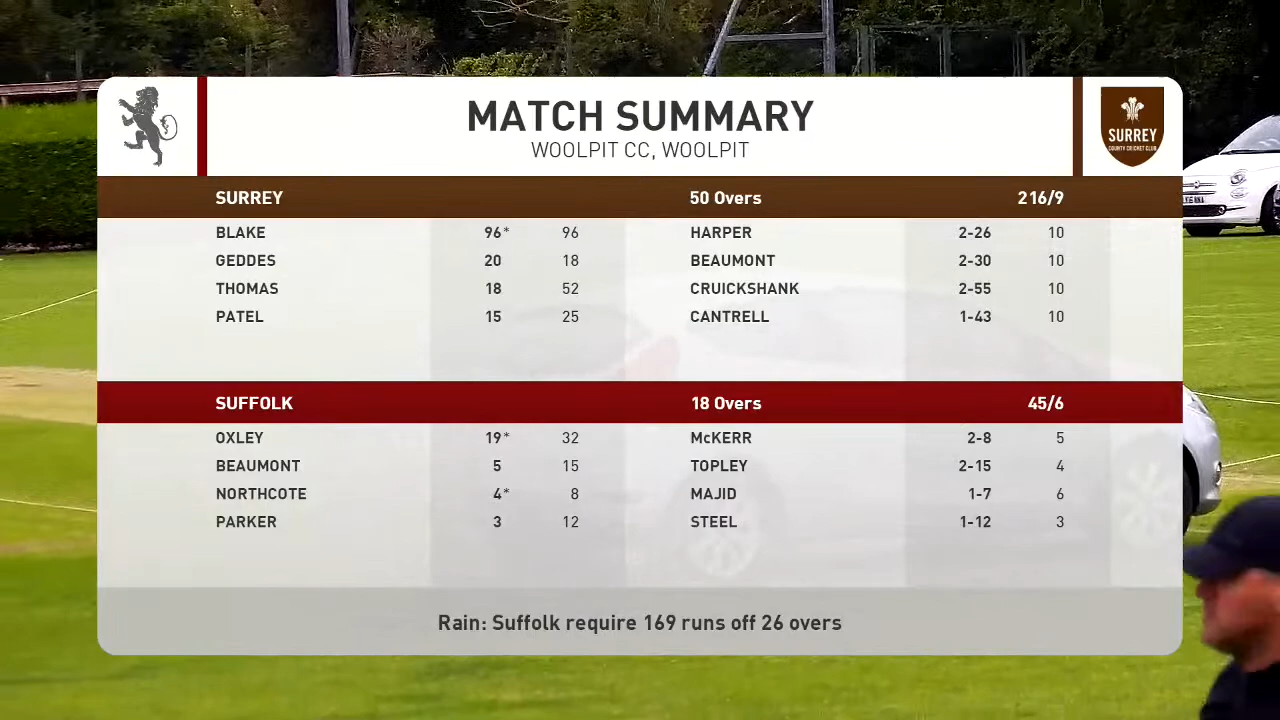 MATCH SUMMARY
WOOLPIT CC, WOOLPIT
SURREY
COUNTY CRICKET CLUB
SURREY 50 Overs 216/9
BLAKE 96* 96 HARPER 2-26 10
GEDDES 20 18 BEAUMONT 2-30 10
THOMAS 18 52 CRUICKSHANK 2-55 10
PATEL 15 25 CANTRELL 1-43 10
SUFFOLK 18 Overs 45/6
OXLEY 19* 32 McKERR 2-8 5
BEAUMONT 5 15 TOPLEY 2-15 4
NORTHCOTE 4* 8 MAJID 1-7 6
PARKER 3 12 STEEL 1-12 3
Rain: Suffolk require 169 runs off 26 overs